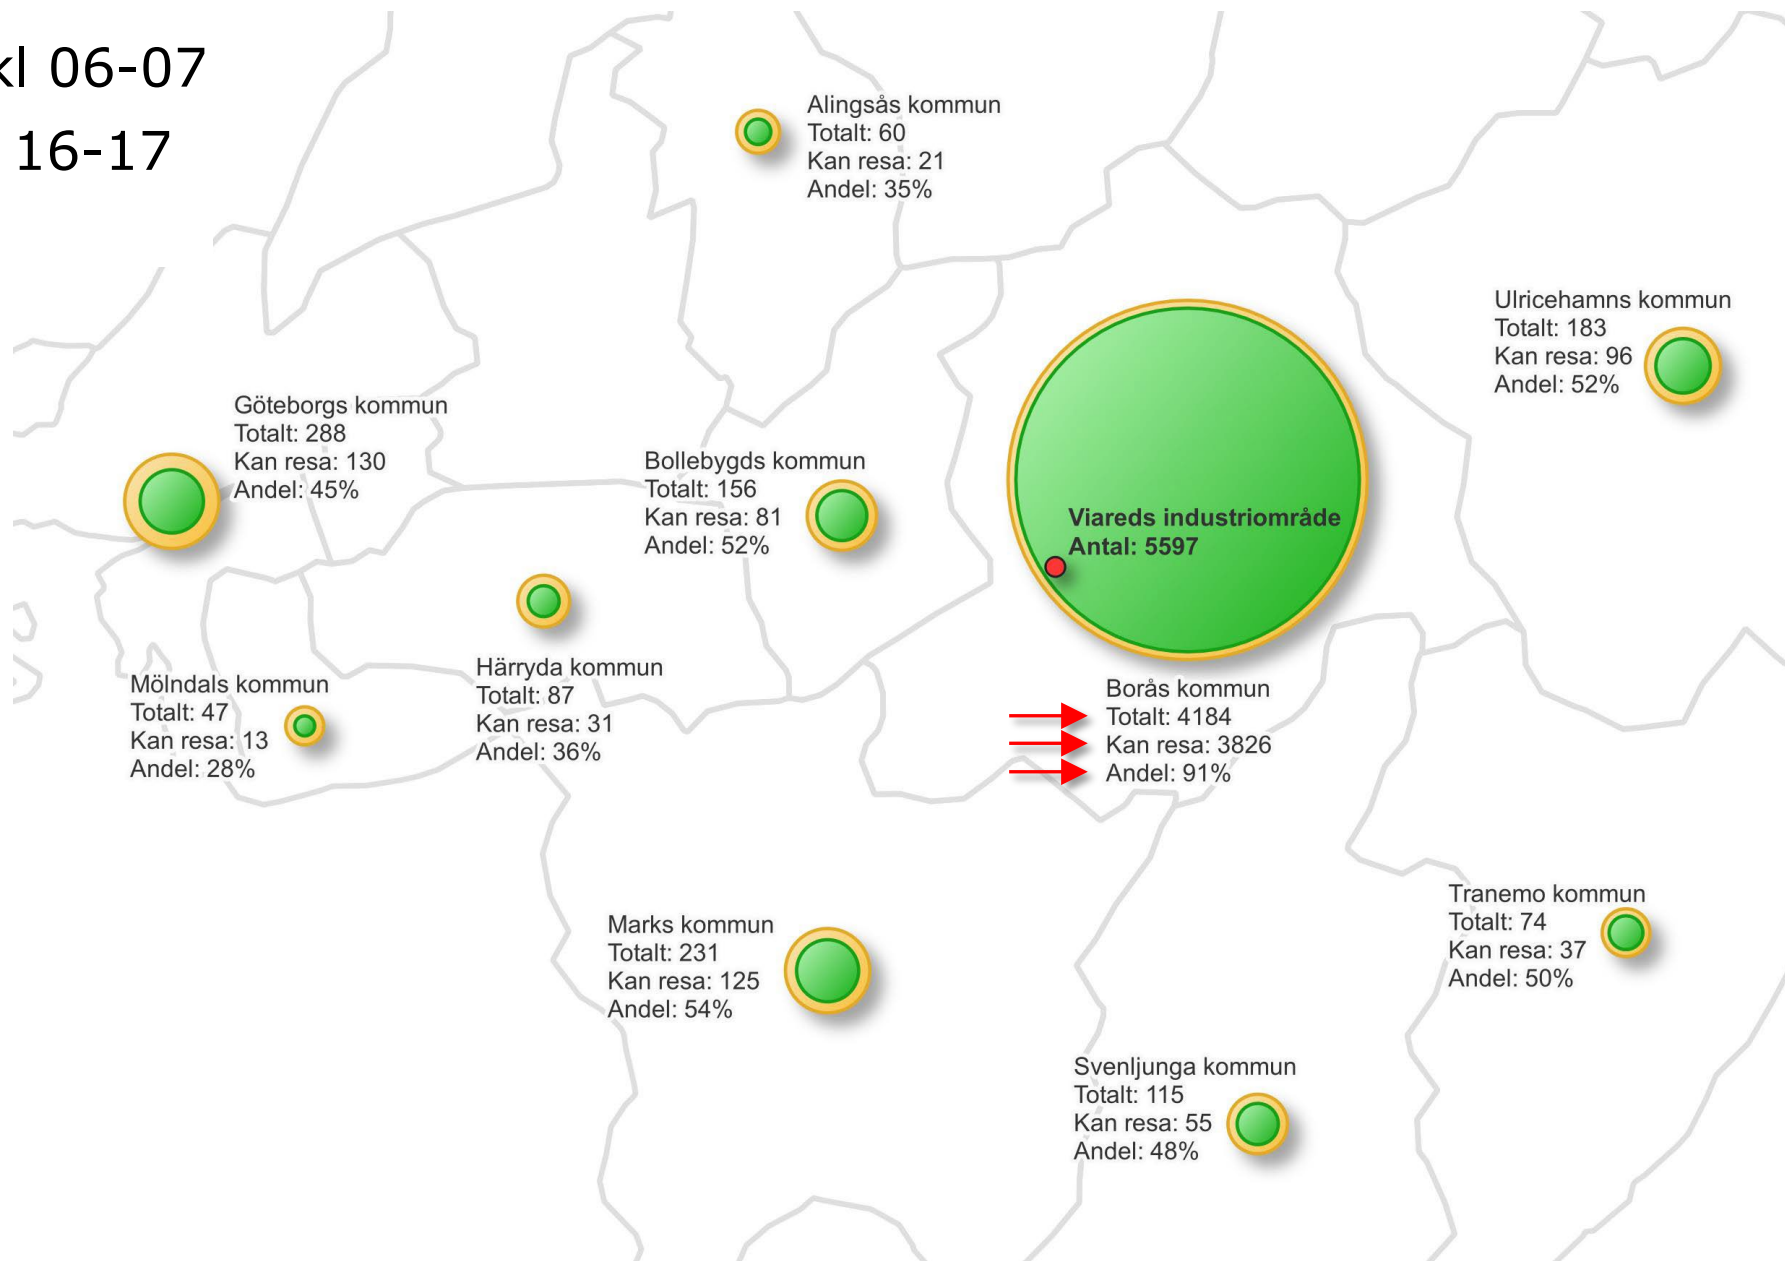 kl 06-07
16-17
Alingsås kommun
Totalt: 60
Kan resa: 21
Andel: 35%
Ulricehamns kommun
Totalt: 183
Kan resa: 96
Andel: 52%
Göteborgs kommun
Totalt: 288
Kan resa: 130
Andel: 45%
Bollebygds kommun
Totalt: 156
Kan resa: 81
Andel: 52%
Viareds industriområde
Antal: 5597
Härryda kommun
Totalt: 87
Kan resa: 31
Andel: 36%
Mölndals kommun
Totalt: 47
Kan resa: 13
Andel: 28%
Borås kommun
Totalt: 4184
Kan resa: 3826
Andel: 91%
Tranemo kommun
Totalt: 74
Kan resa: 37
Andel: 50%
Marks kommun
Totalt: 231
Kan resa: 125
Andel: 54%
Svenljunga kommun
Totalt: 115
Kan resa: 55
Andel: 48%